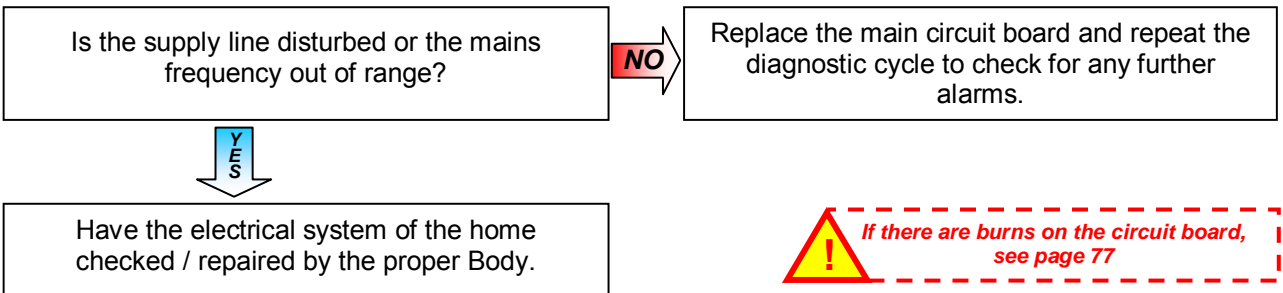 Is the supply line disturbed or the mains
frequency out of range?
NO
Replace the main circuit board and repeat the
diagnostic cycle to check for any further
alarms.
YES
Have the electrical system of the home
checked / repaired by the proper Body.
!
If there are burns on the circuit board,
see page 77